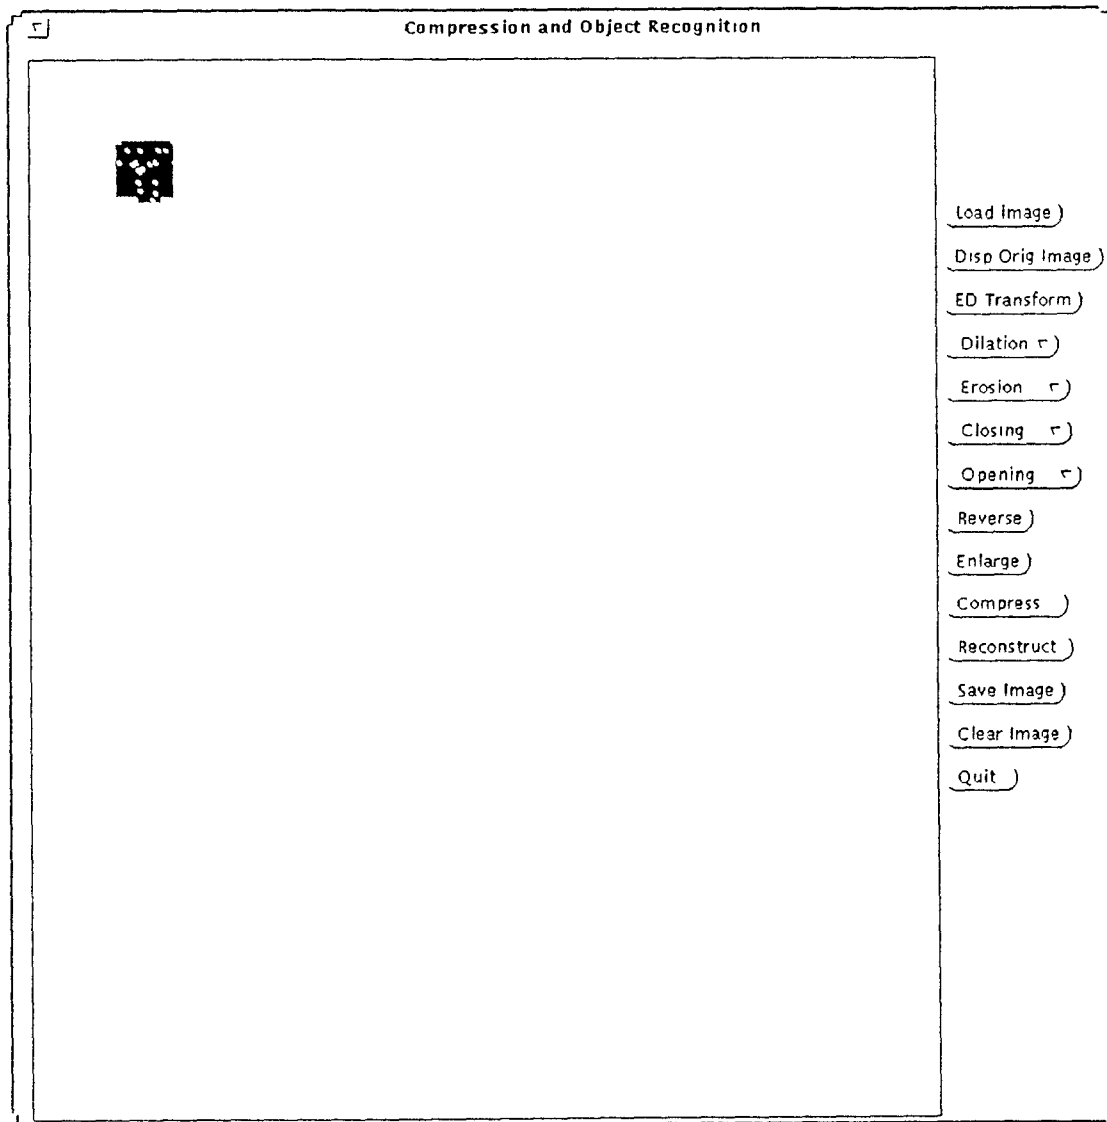 Compression and Object Recognition
Load Image
Disp Orig Image
ED Transform
Dilation
Erosion
Closing
Opening
Reverse
Enlarge
Compress
Reconstruct
Save Image
Clear Image
Quit